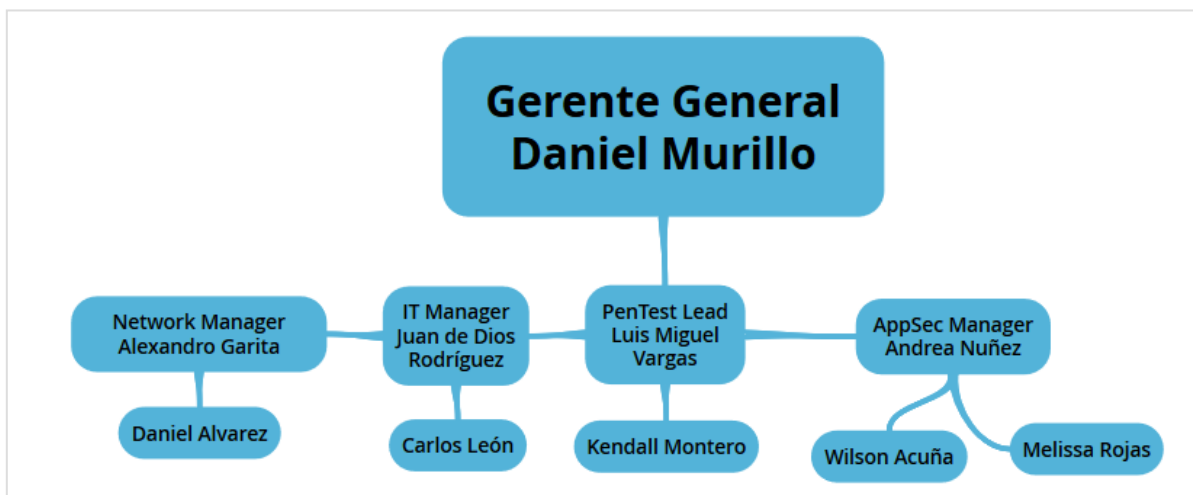 Gerente General
Daniel Murillo
Network Manager
Alexandro Garita
IT Manager
Juan de Dios
Rodríguez
PenTest Lead
Luis Miguel
Vargas
AppSec Manager
Andrea Nuñez
Daniel Alvarez
Carlos León
Kendall Montero
Wilson Acuña
Melissa Rojas